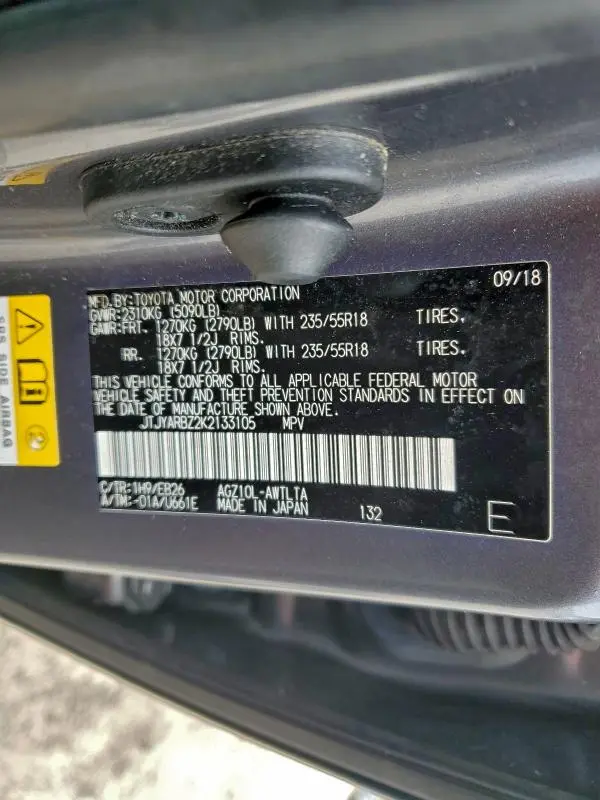 09/18
MFD.BY:TOYOTA MOTOR CORPORATION
GVWR:2310KG (5090LB)
GAWR:FRT. 1270KG (2790LB) WITH 235/55R18 TIRES.
18X7 1/2J RIMS.
RR. 1270KG (2790LB) WITH 235/55R18 TIRES.
18X7 1/2J RIMS.
THIS VEHICLE CONFORMS TO ALL APPLICABLE FEDERAL MOTOR
VEHICLE SAFETY AND THEFT PREVENTION STANDARDS IN EFFECT ON
THE DATE OF MANUFACTURE SHOWN ABOVE.
JTJYARBZ2K2133105 MPV
C/TR:1H9/EB26 AGZ10L-AWTLTA
A/TM:-01A/U661E MADE IN JAPAN 132
E
SRS SIDE AIRBAG